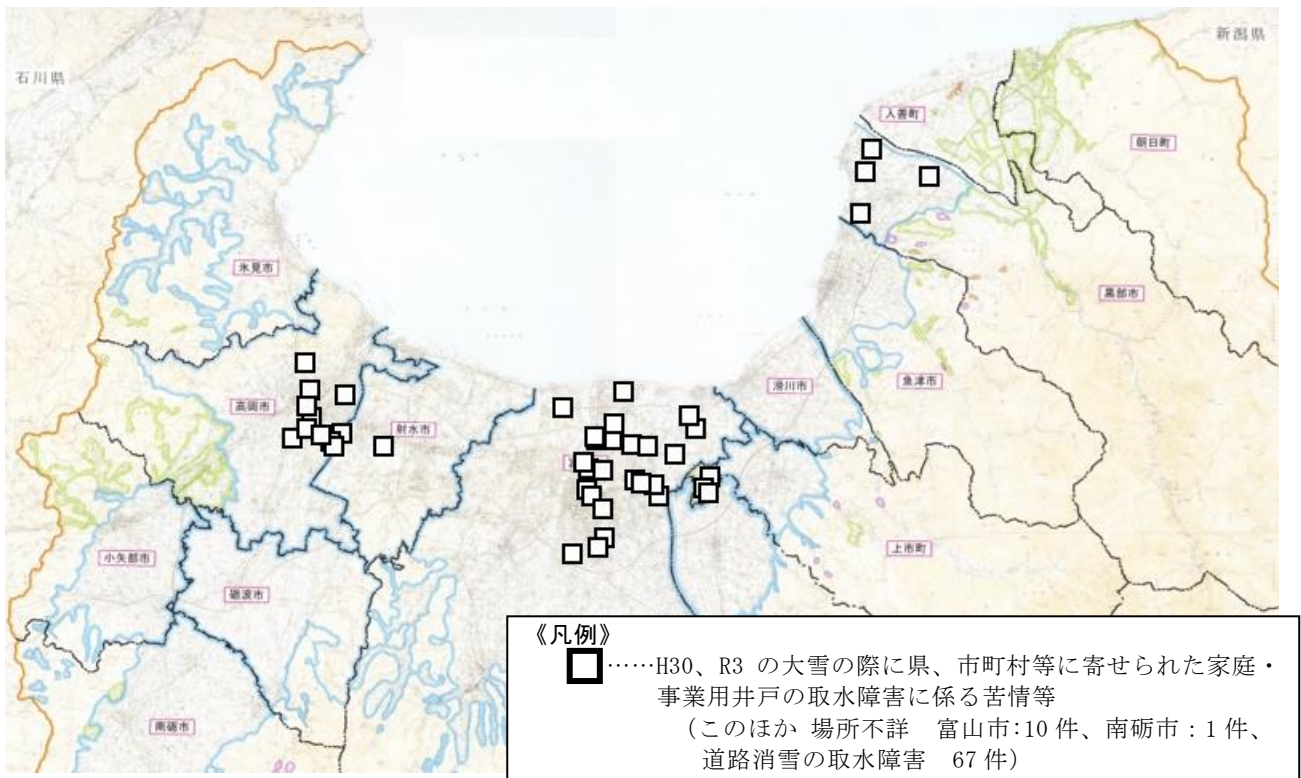 新潟県
石川県
入善町
朝日町
氷見市
黒部市
滑川市
魚津市
高岡市
射水市
小矢部市
上市町
砺波市
南砺市
《凡例》
□……H30、R3 の大雪の際に県、市町村等に寄せられた家庭・
事業用井戸の取水障害に係る苦情等
(このほか 場所不詳 富山市:10 件、南砺市:1 件、
道路消雪の取水障害 67 件)